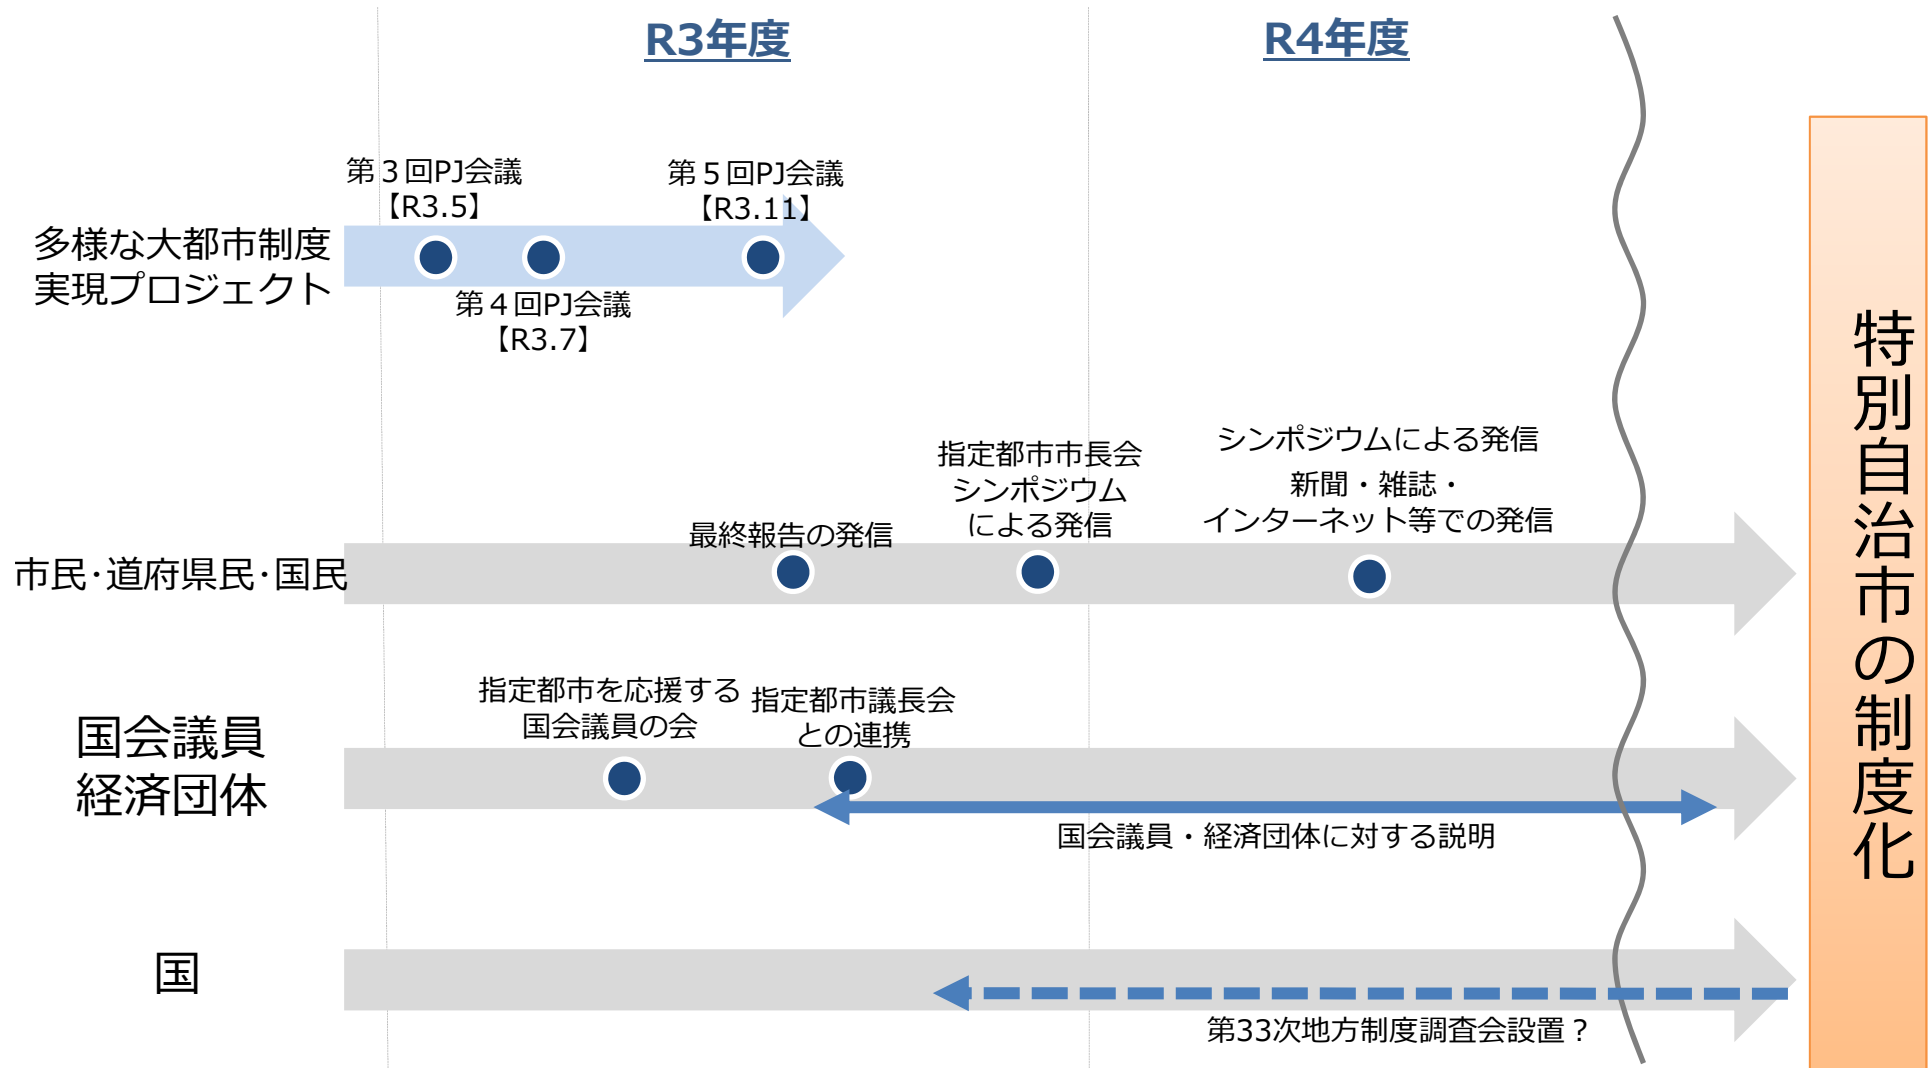 R3年度
R4年度
第３回PJ会議
【R3.5】
第５回PJ会議
【R3.11】
多様な大都市制度
実現プロジェクト
第４回PJ会議
【R3.7】
指定都市市長会
シンポジウム
による発信
シンポジウムによる発信
新聞・雑誌・
インターネット等での発信
最終報告の発信
市民･道府県民･国民
指定都市を応援する
国会議員の会
指定都市議長会
との連携
国会議員
経済団体
国会議員・経済団体に対する説明
国
第33次地方制度調査会設置？
特別自治市の制度化